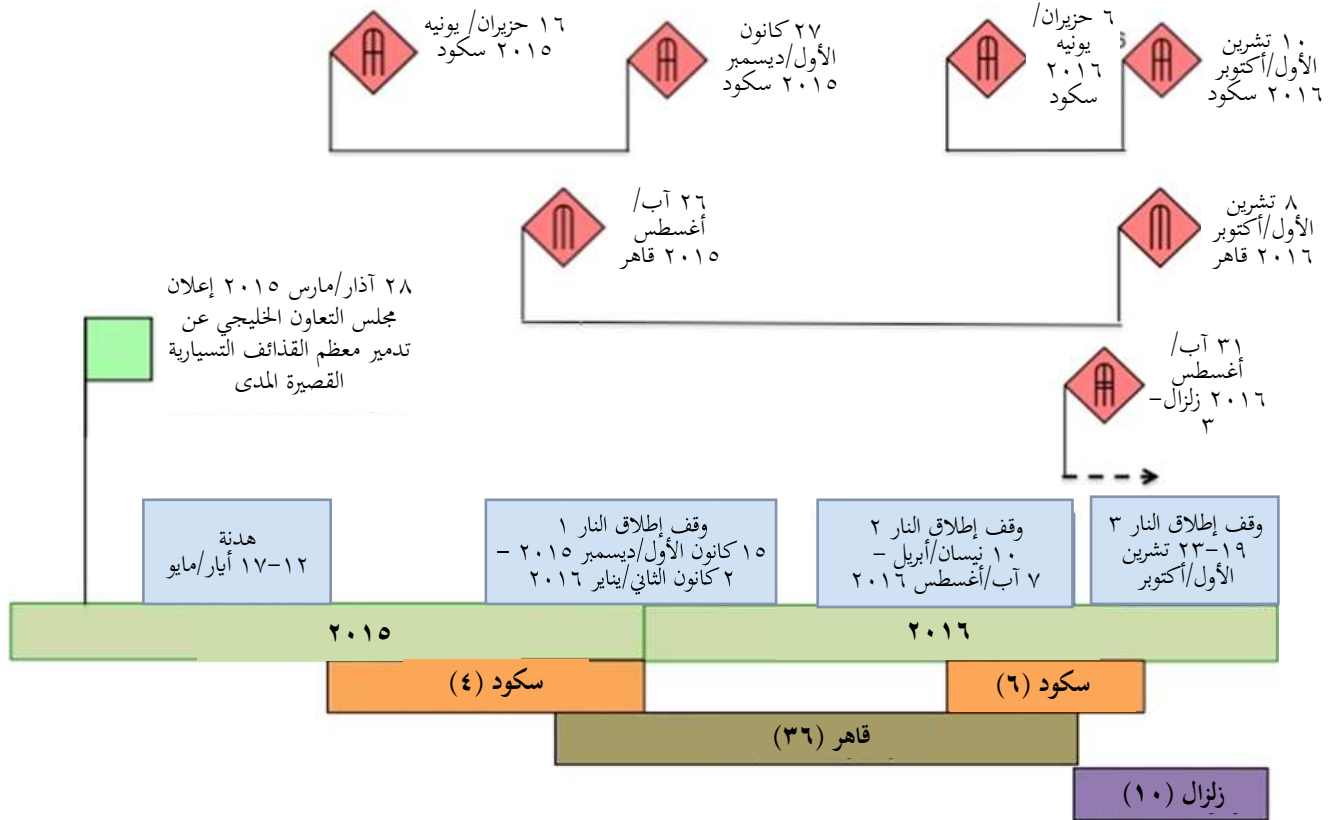 ١٦ حزيران/ يونيه
٢٠١٥ سكود
٢٧ كانون
الأول/ديسمبر
٢٠١٥ سكود
٦ حزيران/
يونيه
٢٠١٦
سكود
١٠ تشرين
الأول/أكتوبر
٢٠١٦ سكود
٢٦ آب/
أغسطس
٢٠١٥ قاهر
٨ تشرين
الأول/أكتوبر
٢٠١٦ قاهر
٢٨ آذار/مارس ٢٠١٥ إعلان
مجلس التعاون الخليجي عن
تدمير معظم القذائف التسيارية
القصيرة المدى
٣١ آب/
أغسطس
٢٠١٦ زلزال-
٣
هدنة
١٢-١٧ أيار/مايو
وقف إطلاق النار ١
١٥ كانون الأول/ديسمبر ٢٠١٥ -
٢ كانون الثاني/يناير ٢٠١٦
وقف إطلاق النار ٢
١٠ نيسان/أبريل -
٧ آب/أغسطس ٢٠١٦
وقف إطلاق النار ٣
١٩-٢٣ تشرين
الأول/أكتوبر
٢٠١٥
٢٠١٦
سكود (٤)
سكود (٦)
قاهر (٣٦)
زلزال (١٠)